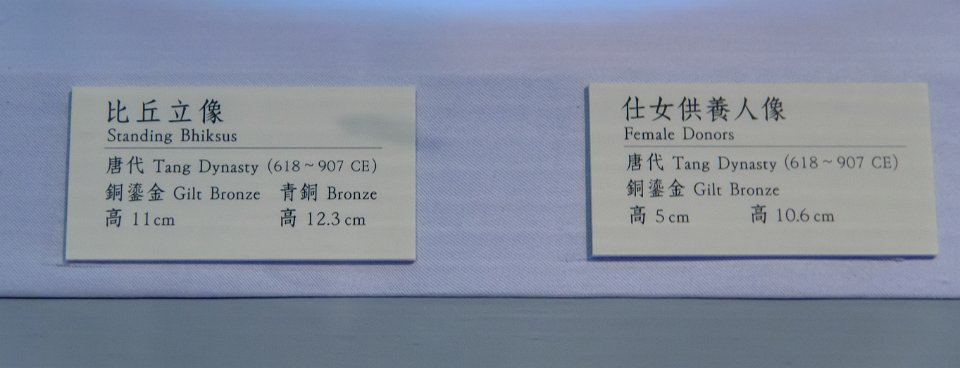 比丘立像
Standing Bhiksus
唐代 Tang Dynasty (618～907 CE)
銅鎏金 Gilt Bronze 青銅 Bronze
高 11cm 高 12.3cm
仕女供養人像
Female Donors
唐代 Tang Dynasty (618～907 CE)
銅鎏金 Gilt Bronze
高 5cm 高 10.6cm